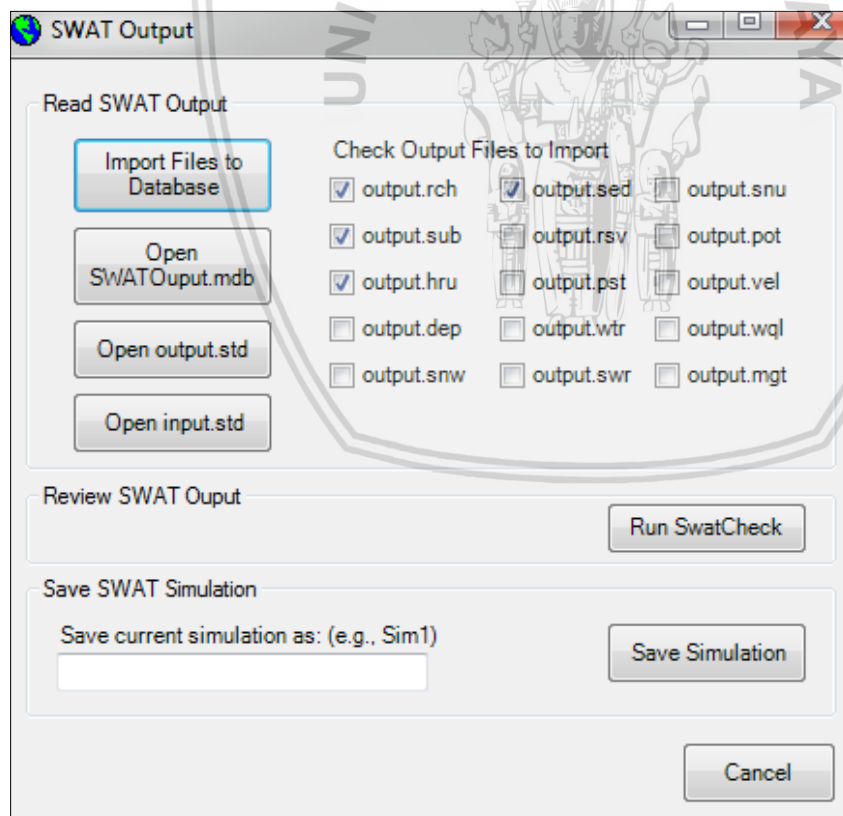 SWAT Output
Read SWAT Output
Import Files to
Database
Open
SWATOuput.mdb
Open output.std
Open input.std
Check Output Files to Import
output.rch
output.sed
output.snu
output.sub
output.rsv
output.pot
output.hru
output.pst
output.vel
output.dep
output.wtr
output.wql
output.snw
output.swr
output.mgt
Review SWAT Ouput
Run SwatCheck
Save SWAT Simulation
Save current simulation as: (e.g., Sim1)
Save Simulation
Cancel
UN
AYA